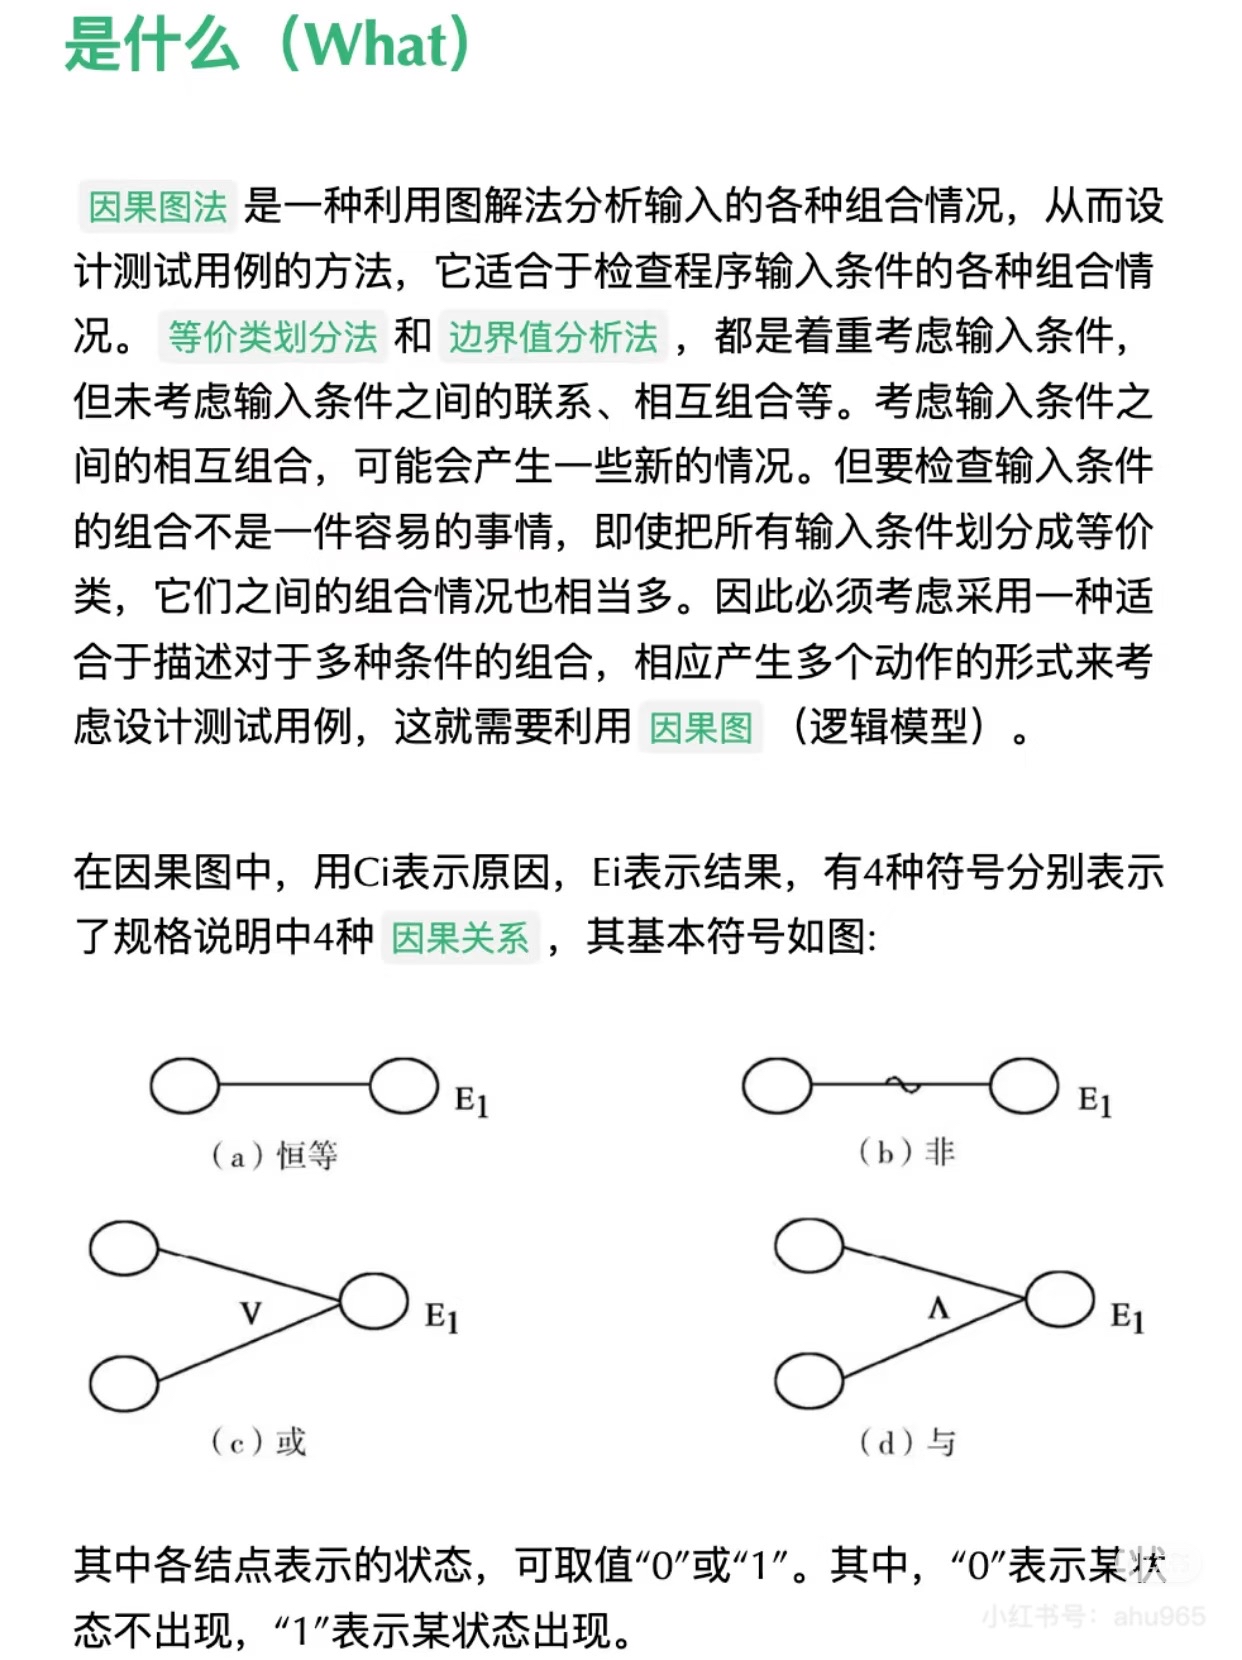 是什么（What）
因果图法 是一种利用图解法分析输入的各种组合情况，从而设
计测试用例的方法，它适合于检查程序输入条件的各种组合情
况。 等价类划分法 和 边界值分析法 ，都是着重考虑输入条件，
但未考虑输入条件之间的联系、相互组合等。考虑输入条件之
间的相互组合，可能会产生一些新的情况。但要检查输入条件
的组合不是一件容易的事情，即使把所有输入条件划分成等价
类，它们之间的组合情况也相当多。因此必须考虑采用一种适
合于描述对于多种条件的组合，相应产生多个动作的形式来考
虑设计测试用例，这就需要利用 因果图 （逻辑模型）。
在因果图中，用Ci表示原因，Ei表示结果，有4种符号分别表示
了规格说明中4种 因果关系 ，其基本符号如图:
E1
（a）恒等
E1
（b）非
V
E1
（c）或
Λ
E1
（d）与
其中各结点表示的状态，可取值“0”或“1”。其中，“0”表示某状
态不出现，“1”表示某状态出现。
小红书号：ahu965